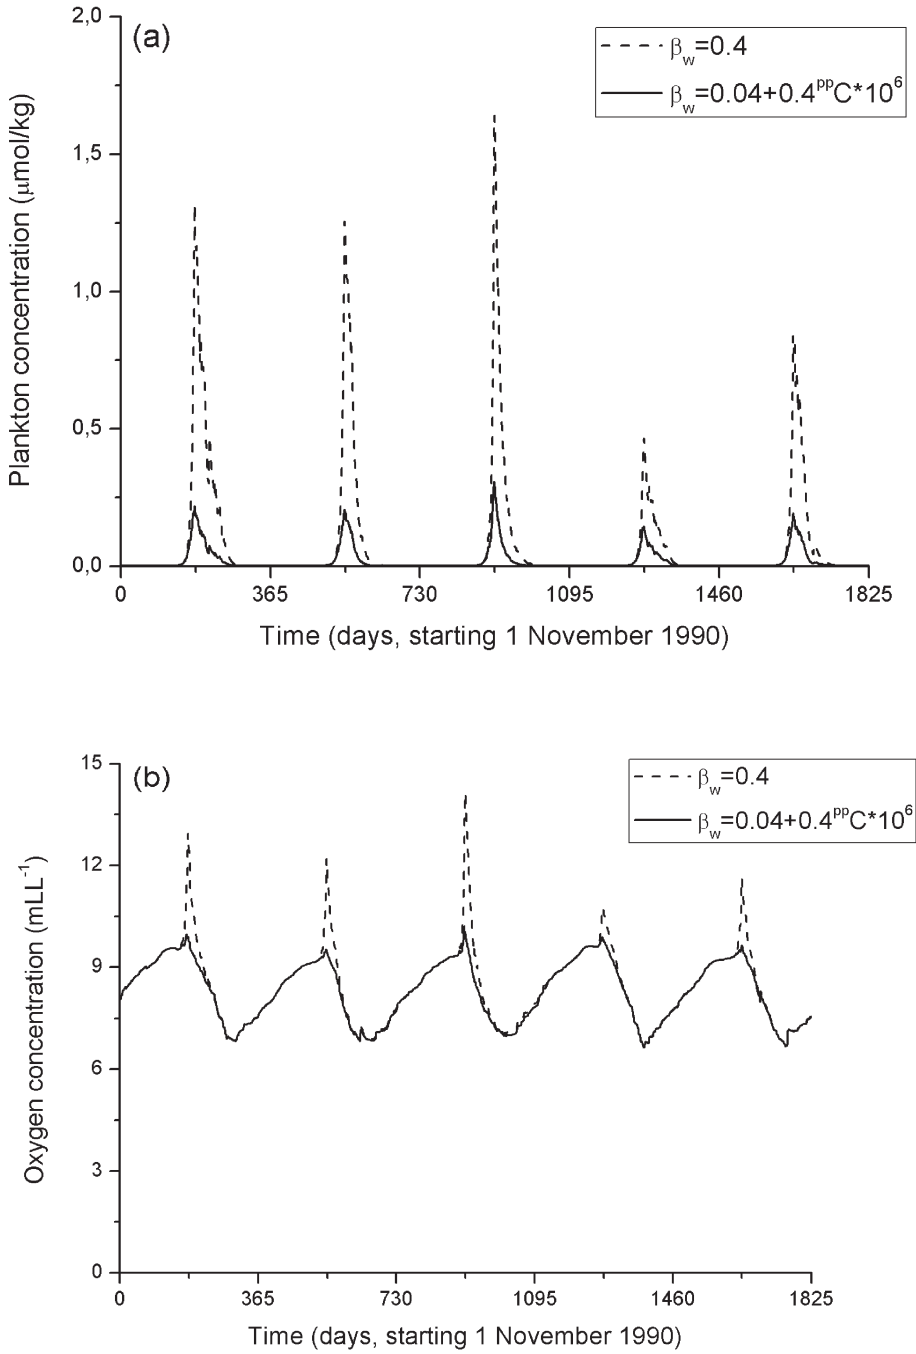 (a)
β_w=0.4
β_w=0.04+0.4^ppC*10^6
Plankton concentration (μmol/kg)
2,0
1,5
1,0
0,5
0,0
0 365 730 1095 1460 1825
Time (days, starting 1 November 1990)
(b)
β_w=0.4
β_w=0.04+0.4^ppC*10^6
Oxygen concentration (mLL^-1)
15
12
9
6
3
0
0 365 730 1095 1460 1825
Time (days, starting 1 November 1990)